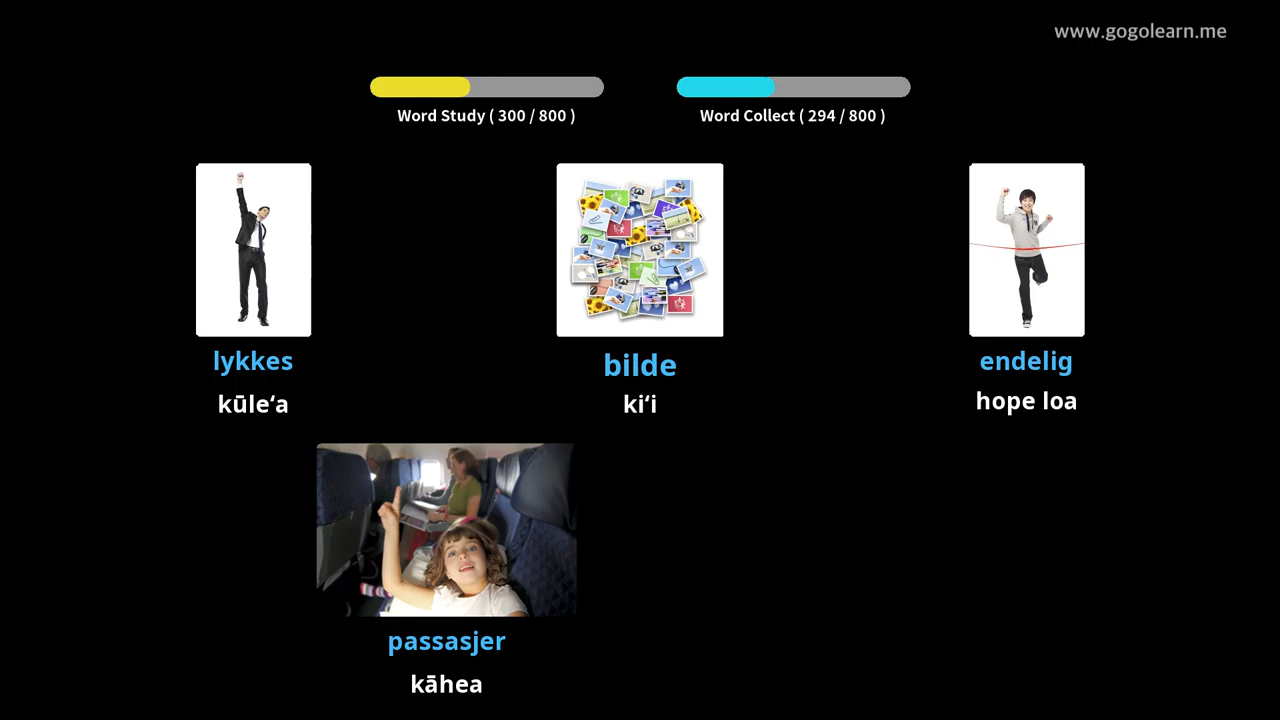 www.gogolearn.me
Word Study ( 300 / 800 )
Word Collect ( 294 / 800 )
lykkes
kūleʻa
bilde
kiʻi
endelig
hope loa
passasjer
kāhea